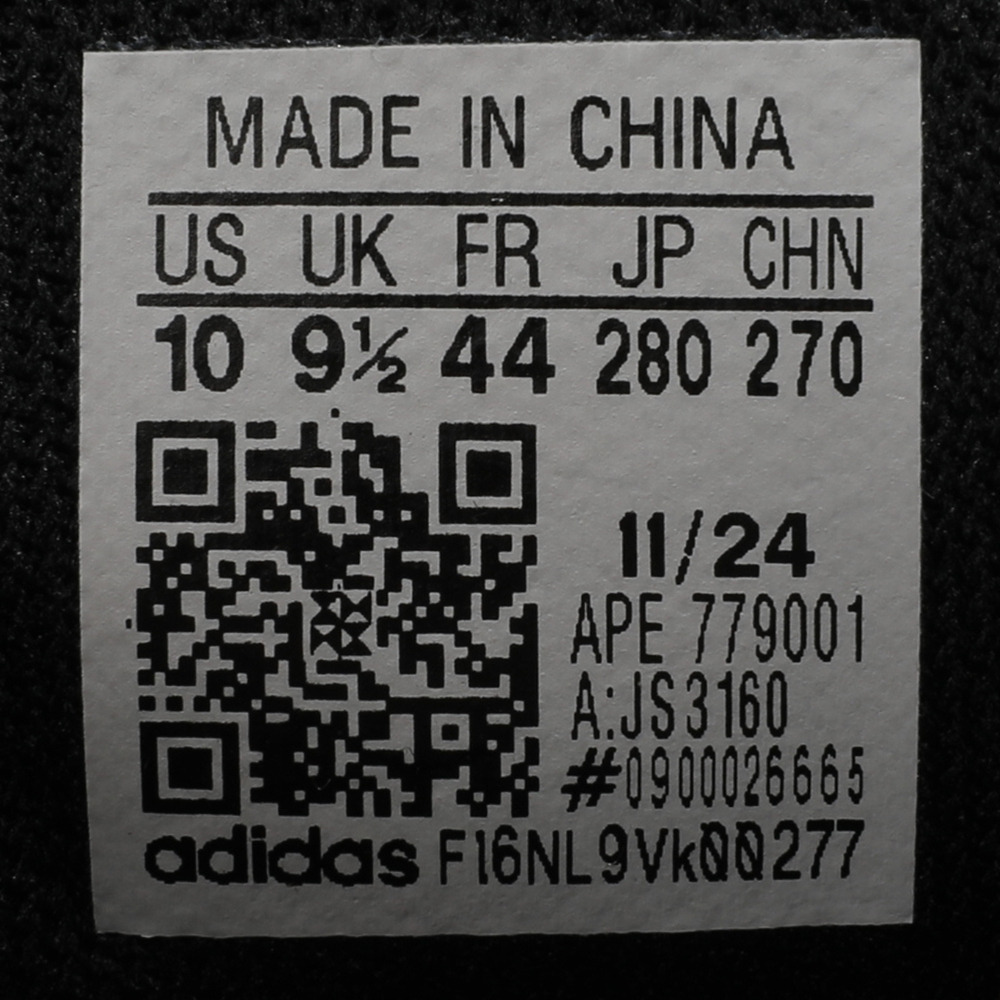 MADE IN CHINA
US UK FR JP CHN
10 9½ 44 280 270
11/24
APE 779001
A:JS3160
#0900026665
adidas F16NL9Vk00277